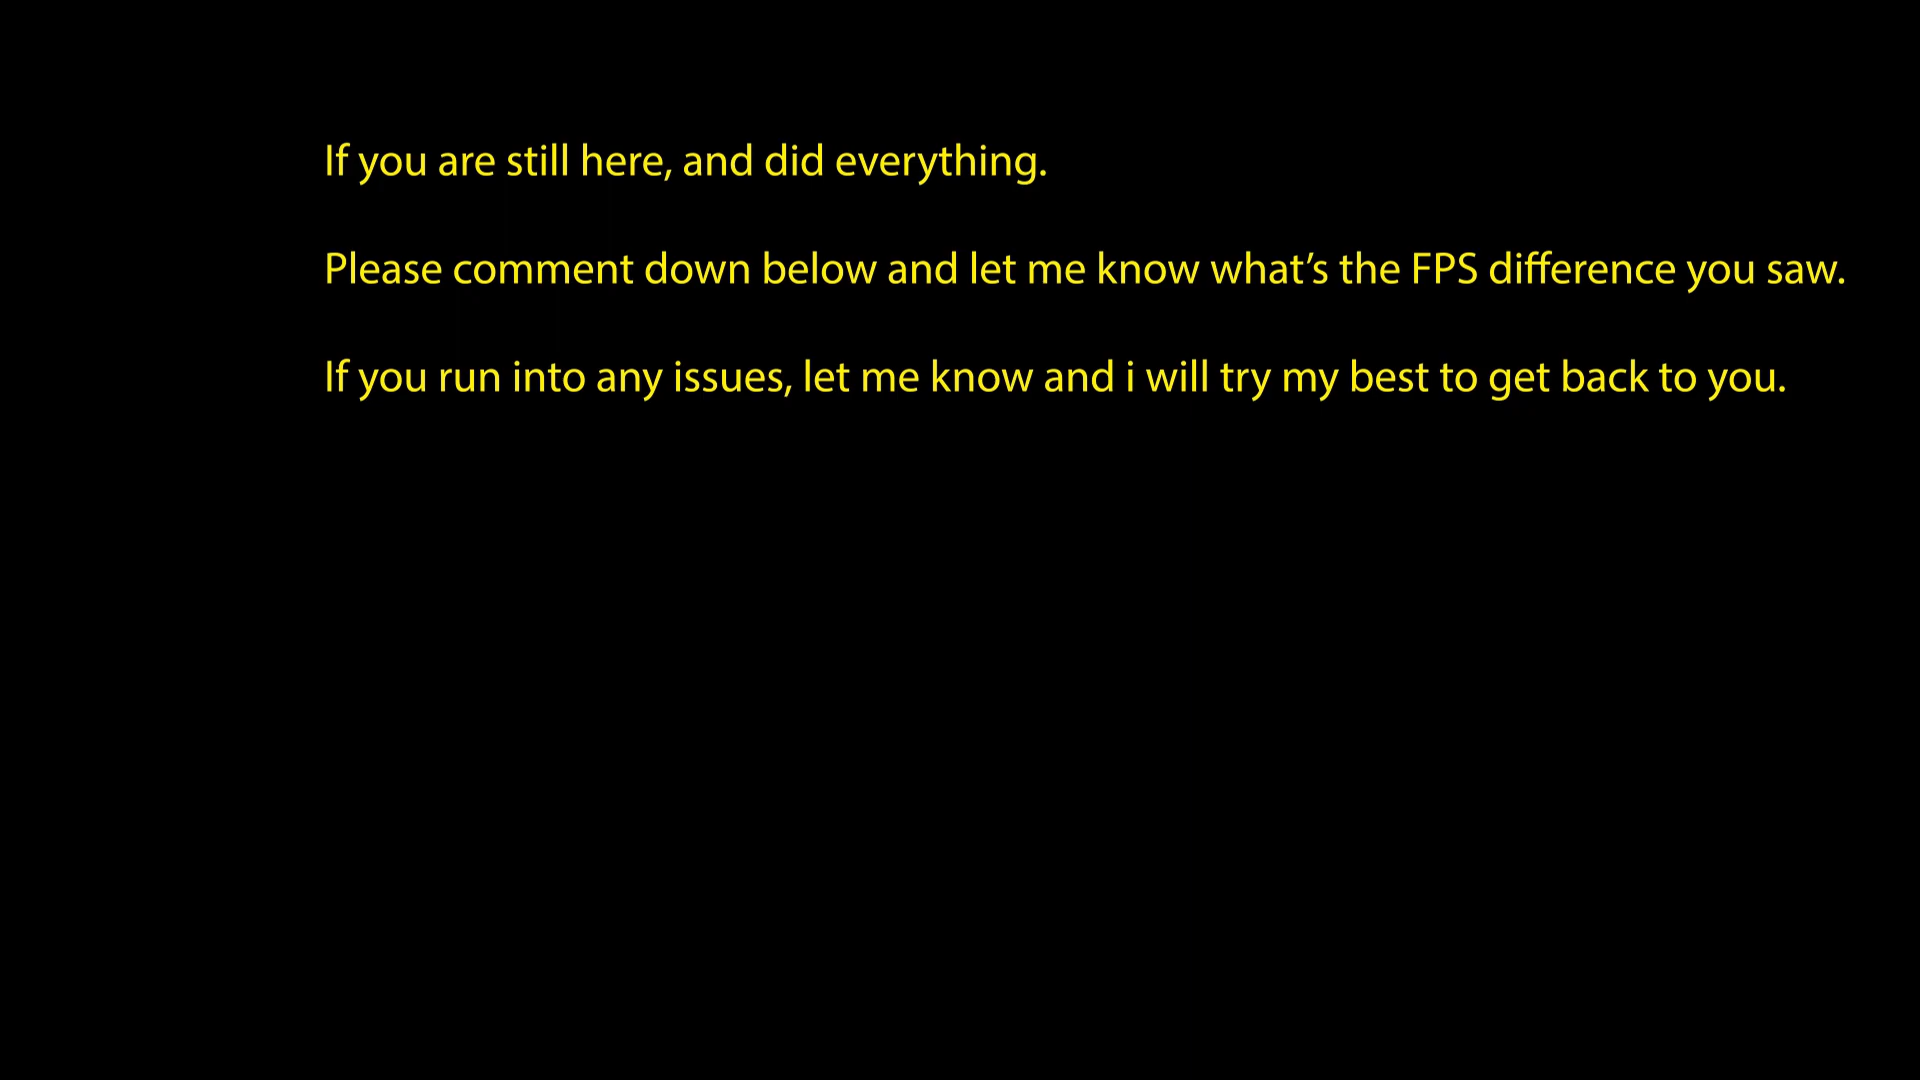 If you are still here, and did everything.
Please comment down below and let me know what’s the FPS difference you saw.
If you run into any issues, let me know and i will try my best to get back to you.